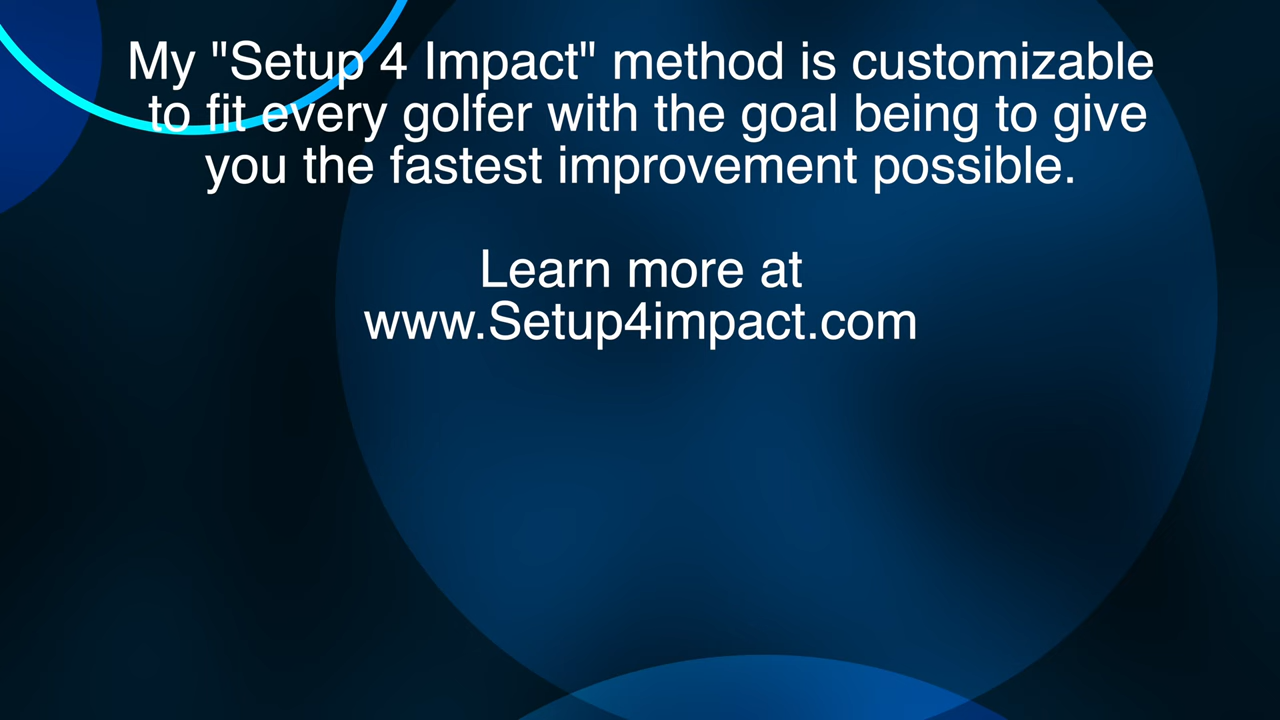 My "Setup 4 Impact" method is customizable
to fit every golfer with the goal being to give
you the fastest improvement possible.
Learn more at
www.Setup4impact.com